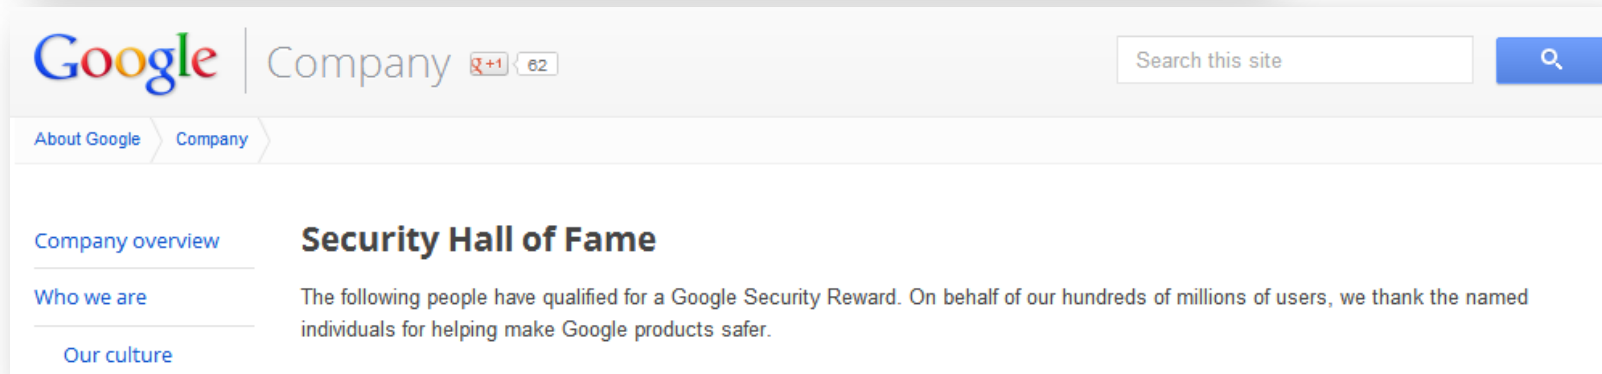 Google Company g+1 62 Search this site
About Google Company
Company overview
Security Hall of Fame
Who we are
The following people have qualified for a Google Security Reward. On behalf of our hundreds of millions of users, we thank the named
individuals for helping make Google products safer.
Our culture